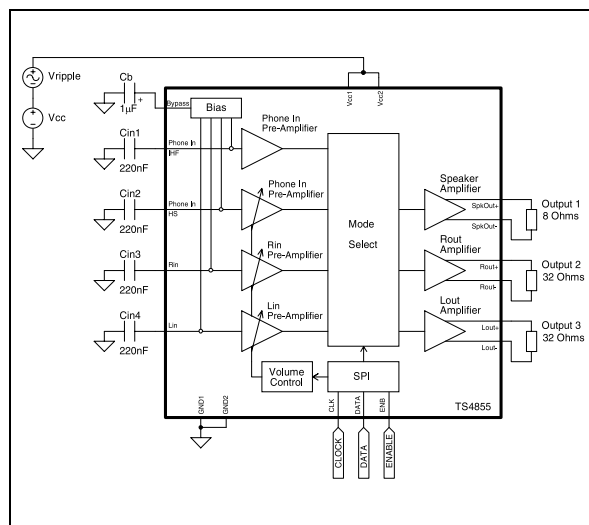 Vripple
Vcc
Cb
+
1µF
Bypass
Bias
Vcc1
Vcc2
Cin1
220nF
Phone In
IHF
Phone In
Pre-Amplifier
Cin2
220nF
Phone In
HS
Phone In
Pre-Amplifier
Cin3
220nF
Rin
Rin
Pre-Amplifier
Cin4
220nF
Lin
Lin
Pre-Amplifier
Mode
Select
Speaker
Amplifier
SpkOut+
SpkOut-
Output 1
8 Ohms
Rout
Amplifier
Rout+
Rout-
Output 2
32 Ohms
Lout
Amplifier
Lout+
Lout-
Output 3
32 Ohms
Volume
Control
SPI
GND1
GND2
CLK
DATA
ENB
TS4855
CLOCK
DATA
ENABLE